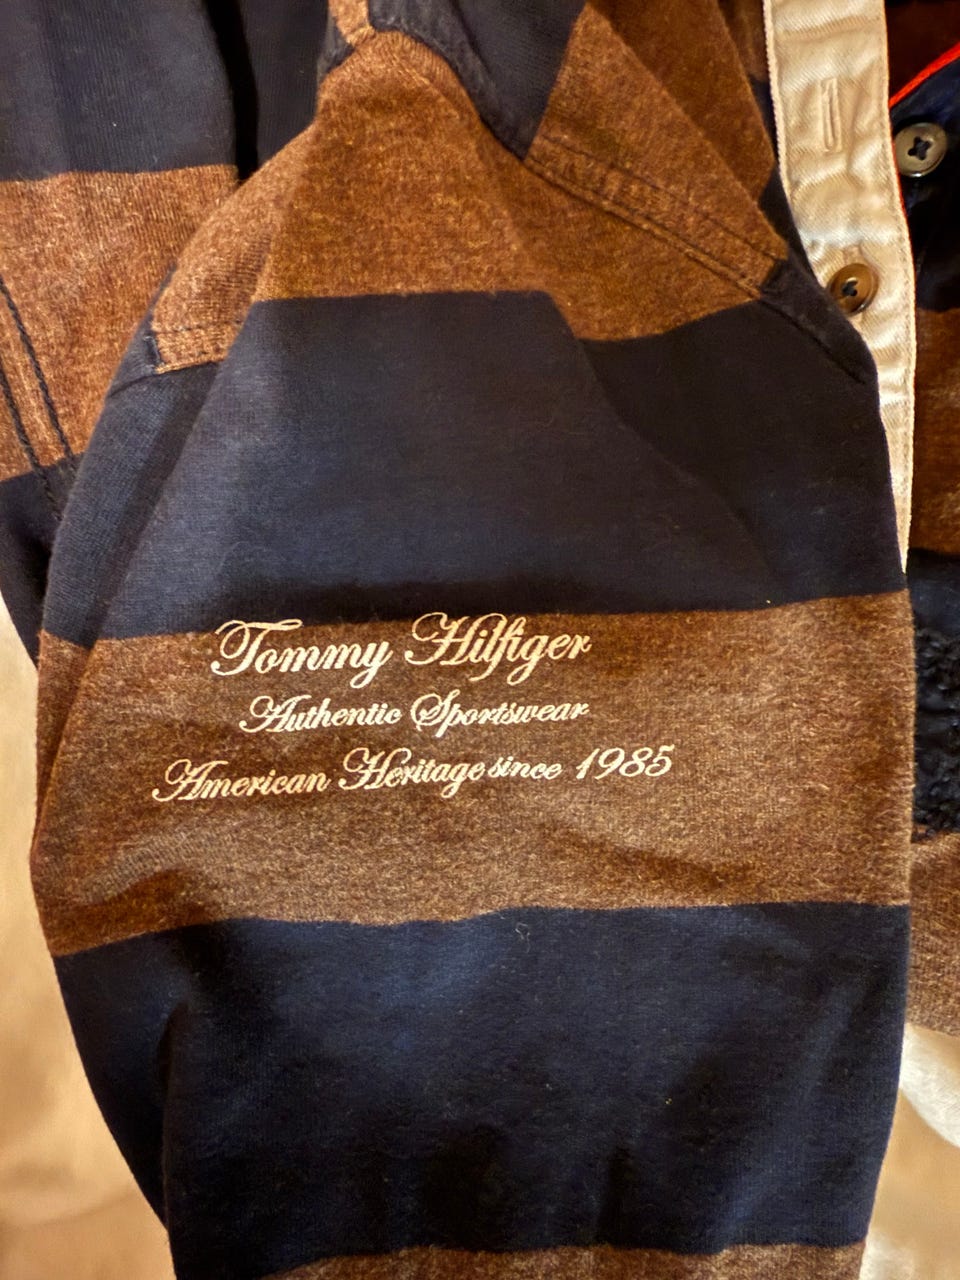 Tommy Hilfiger
Authentic Sportswear
American Heritage since 1985